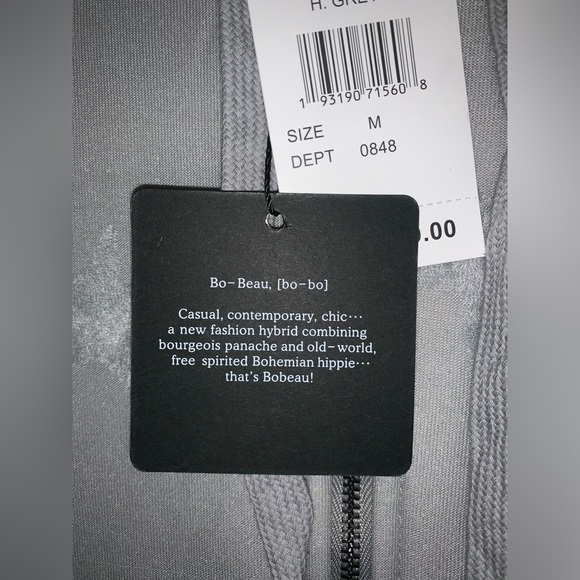 H. GRE
1 93190 71560 8
SIZE M
DEPT 0848
.00
Bo-Beau, [bo-bo]
Casual, contemporary, chic...
a new fashion hybrid combining
bourgeois panache and old-world,
free spirited Bohemian hippie...
that's Bobeau!